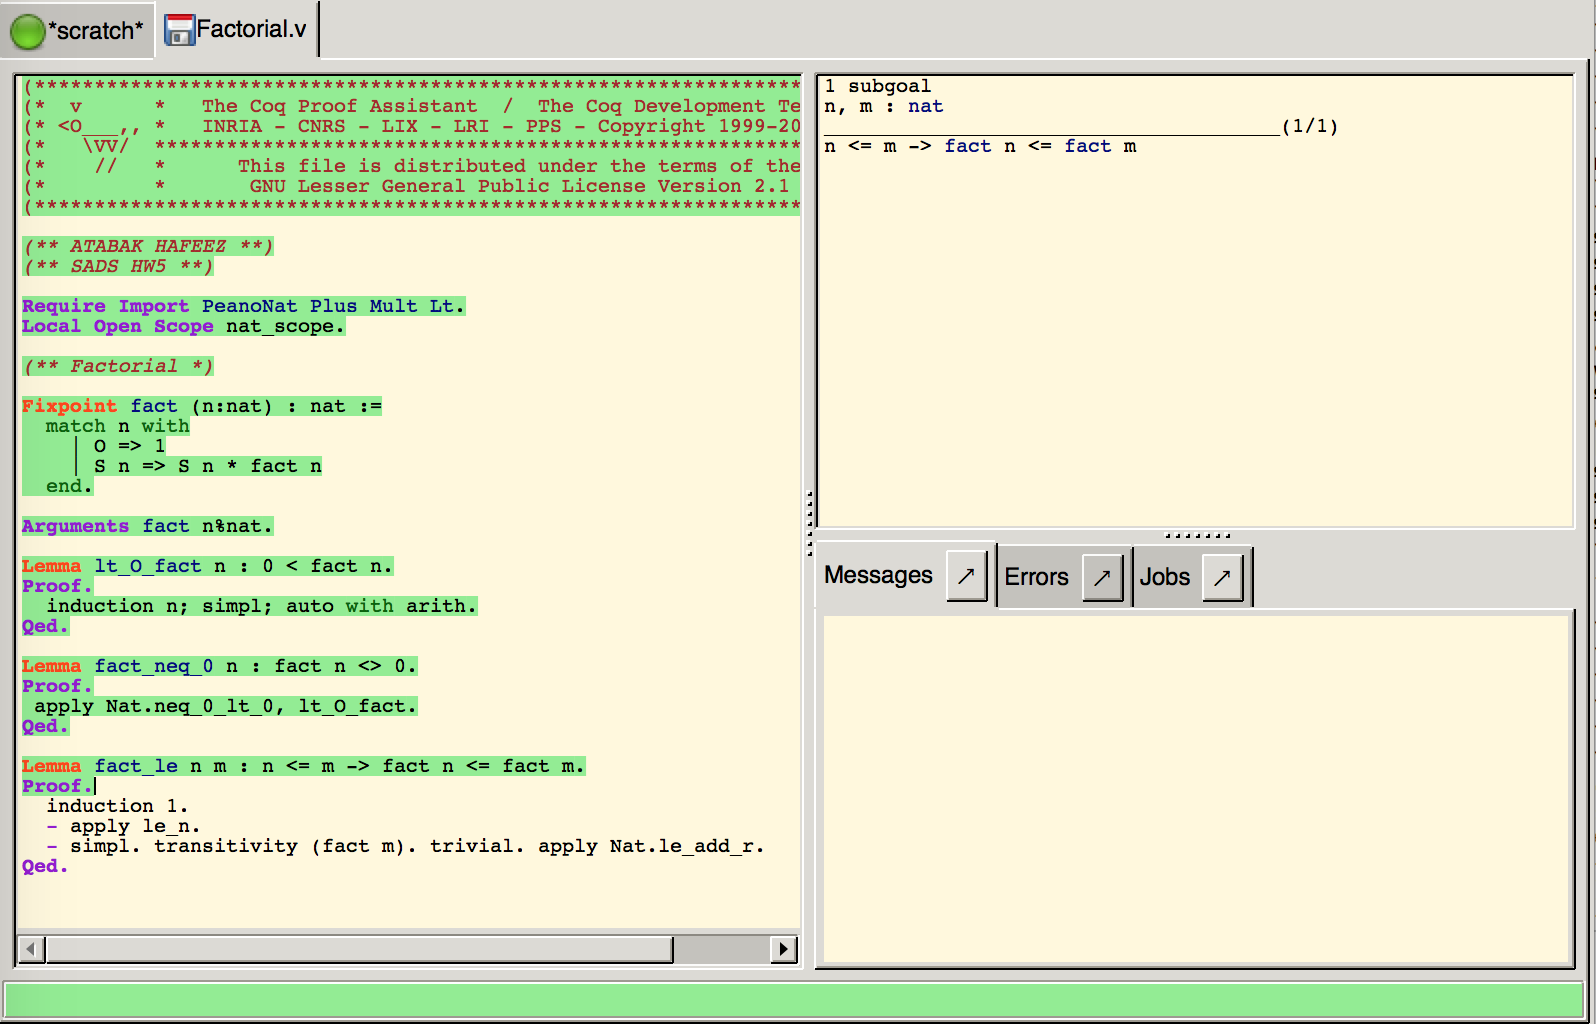 *scratch*
Factorial.v
(****************************************************************
(*  v      *   The Coq Proof Assistant  /  The Coq Development Te
(* <O___,, *   INRIA - CNRS - LIX - LRI - PPS - Copyright 1999-20
(*   \VV/  ******************************************************
(*    //   *      This file is distributed under the terms of the
(*         *       GNU Lesser General Public License Version 2.1
(****************************************************************
(** ATABAK HAFEEZ **)
(** SADS HW5 **)
Require Import PeanoNat Plus Mult Lt.
Local Open Scope nat_scope.
(** Factorial *)
Fixpoint fact (n:nat) : nat :=
  match n with
    | O => 1
    | S n => S n * fact n
  end.
Arguments fact n%nat.
Lemma lt_O_fact n : 0 < fact n.
Proof.
  induction n; simpl; auto with arith.
Qed.
Lemma fact_neq_0 n : fact n <> 0.
Proof.
 apply Nat.neq_0_lt_0, lt_O_fact.
Qed.
Lemma fact_le n m : n <= m -> fact n <= fact m.
Proof.
  induction 1.
  - apply le_n.
  - simpl. transitivity (fact m). trivial. apply Nat.le_add_r.
Qed.
1 subgoal
n, m : nat
______________________________________(1/1)
n <= m -> fact n <= fact m
Messages
Errors
Jobs